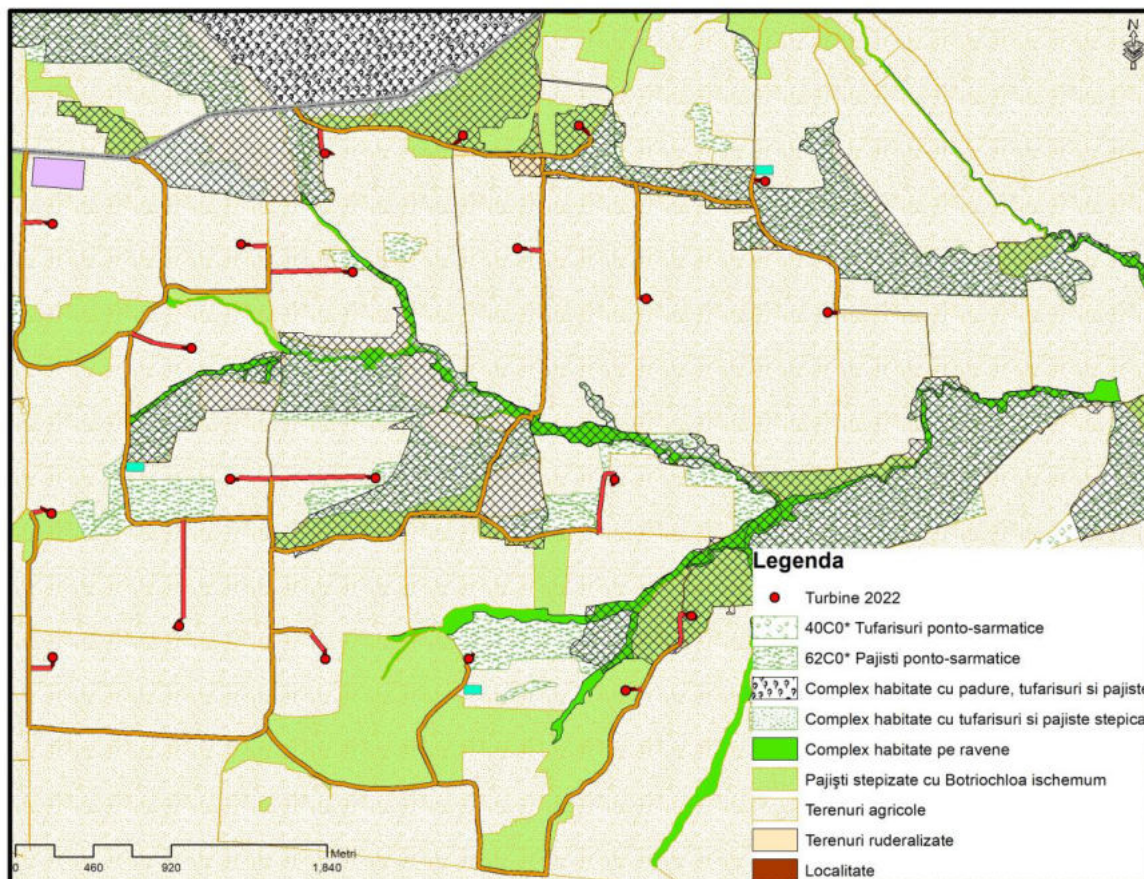 N
Legenda
Turbine 2022
40C0* Tufarisuri ponto-sarmatice
62C0* Pajisti ponto-sarmatice
Complex habitate cu padure, tufarisuri si pajiste
Complex habitate cu tufarisuri si pajiste stepica
Complex habitate pe ravene
Pajişti stepizate cu Botriochloa ischemum
Terenuri agricole
Terenuri ruderalizate
Localitate
Metri
0 460 920 1,840